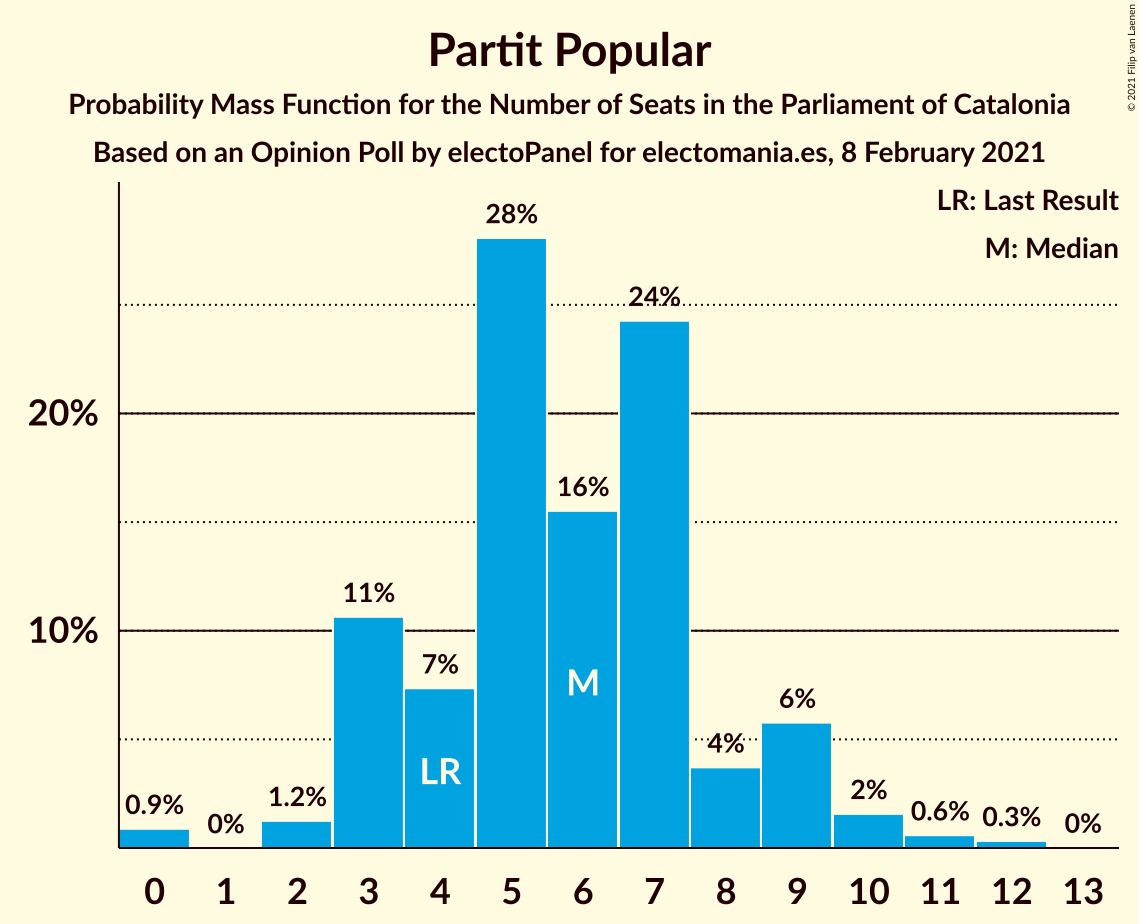 Partit Popular
Probability Mass Function for the Number of Seats in the Parliament of Catalonia
Based on an Opinion Poll by electoPanel for electomania.es, 8 February 2021
© 2021 Filip van Laenen
LR: Last Result
M: Median
28%
24%
20%
16%
11%
10%
7%
M
6%
4%
LR
0.9%
0%
1.2%
2%
0.6%
0.3%
0%
0 1 2 3 4 5 6 7 8 9 10 11 12 13